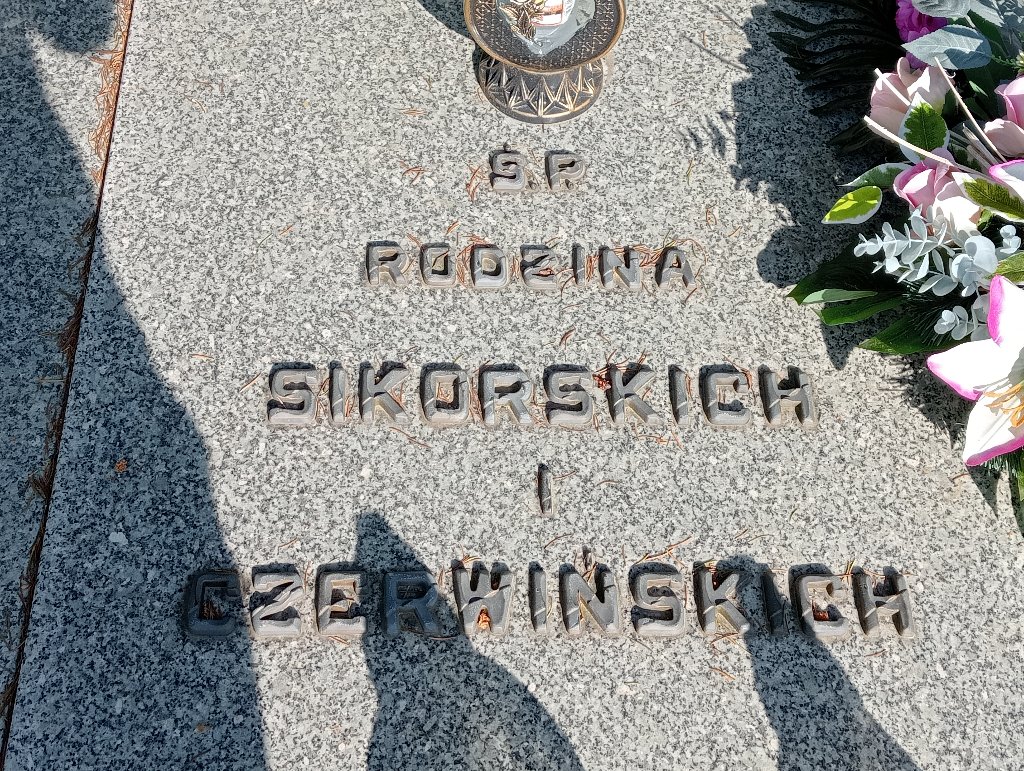 Ś.P.
RODZINA
SIKORSKICH
I
CZERWIŃSKICH